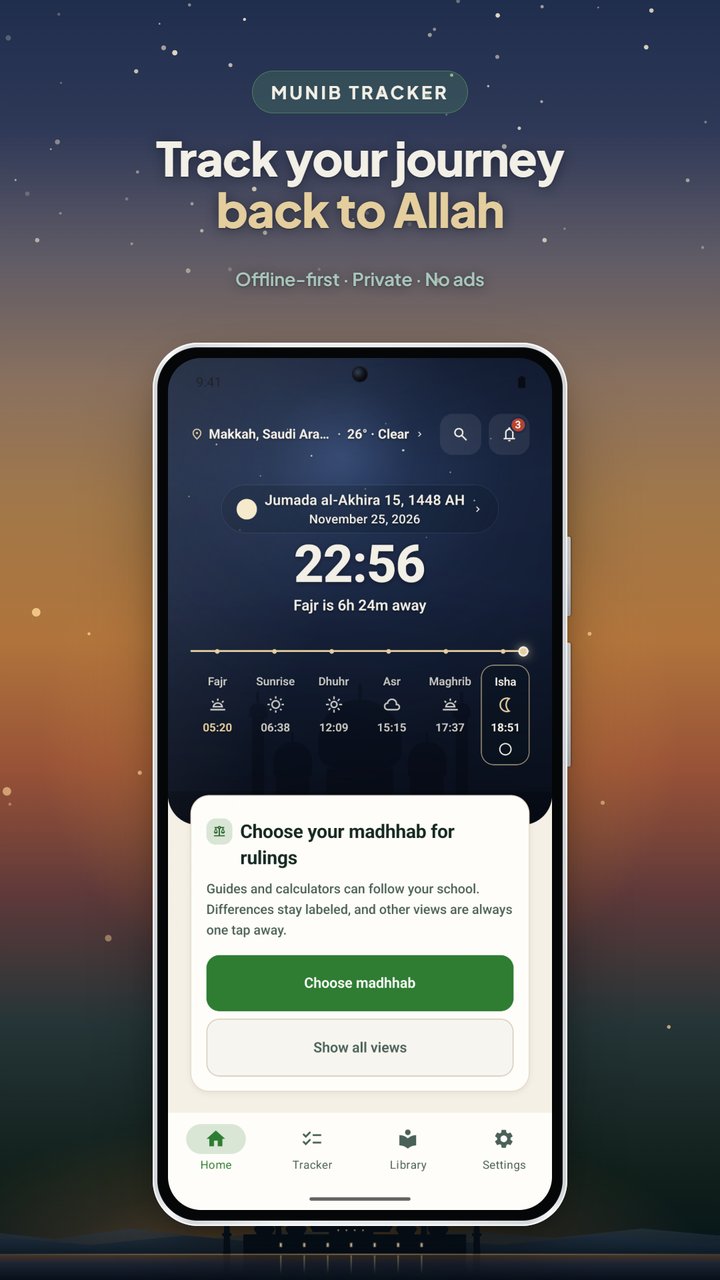 MUNIB TRACKER
Track your journey
back to Allah
Offline-first · Private · No ads
9:41
Makkah, Saudi Ara... · 26° · Clear ›
3
Jumada al-Akhira 15, 1448 AH
November 25, 2026
22:56
Fajr is 6h 24m away
Fajr Sunrise Dhuhr Asr Maghrib Isha
05:20 06:38 12:09 15:15 17:37 18:51
Choose your madhhab for
rulings
Guides and calculators can follow your school.
Differences stay labeled, and other views are always
one tap away.
Choose madhhab
Show all views
Home Tracker Library Settings